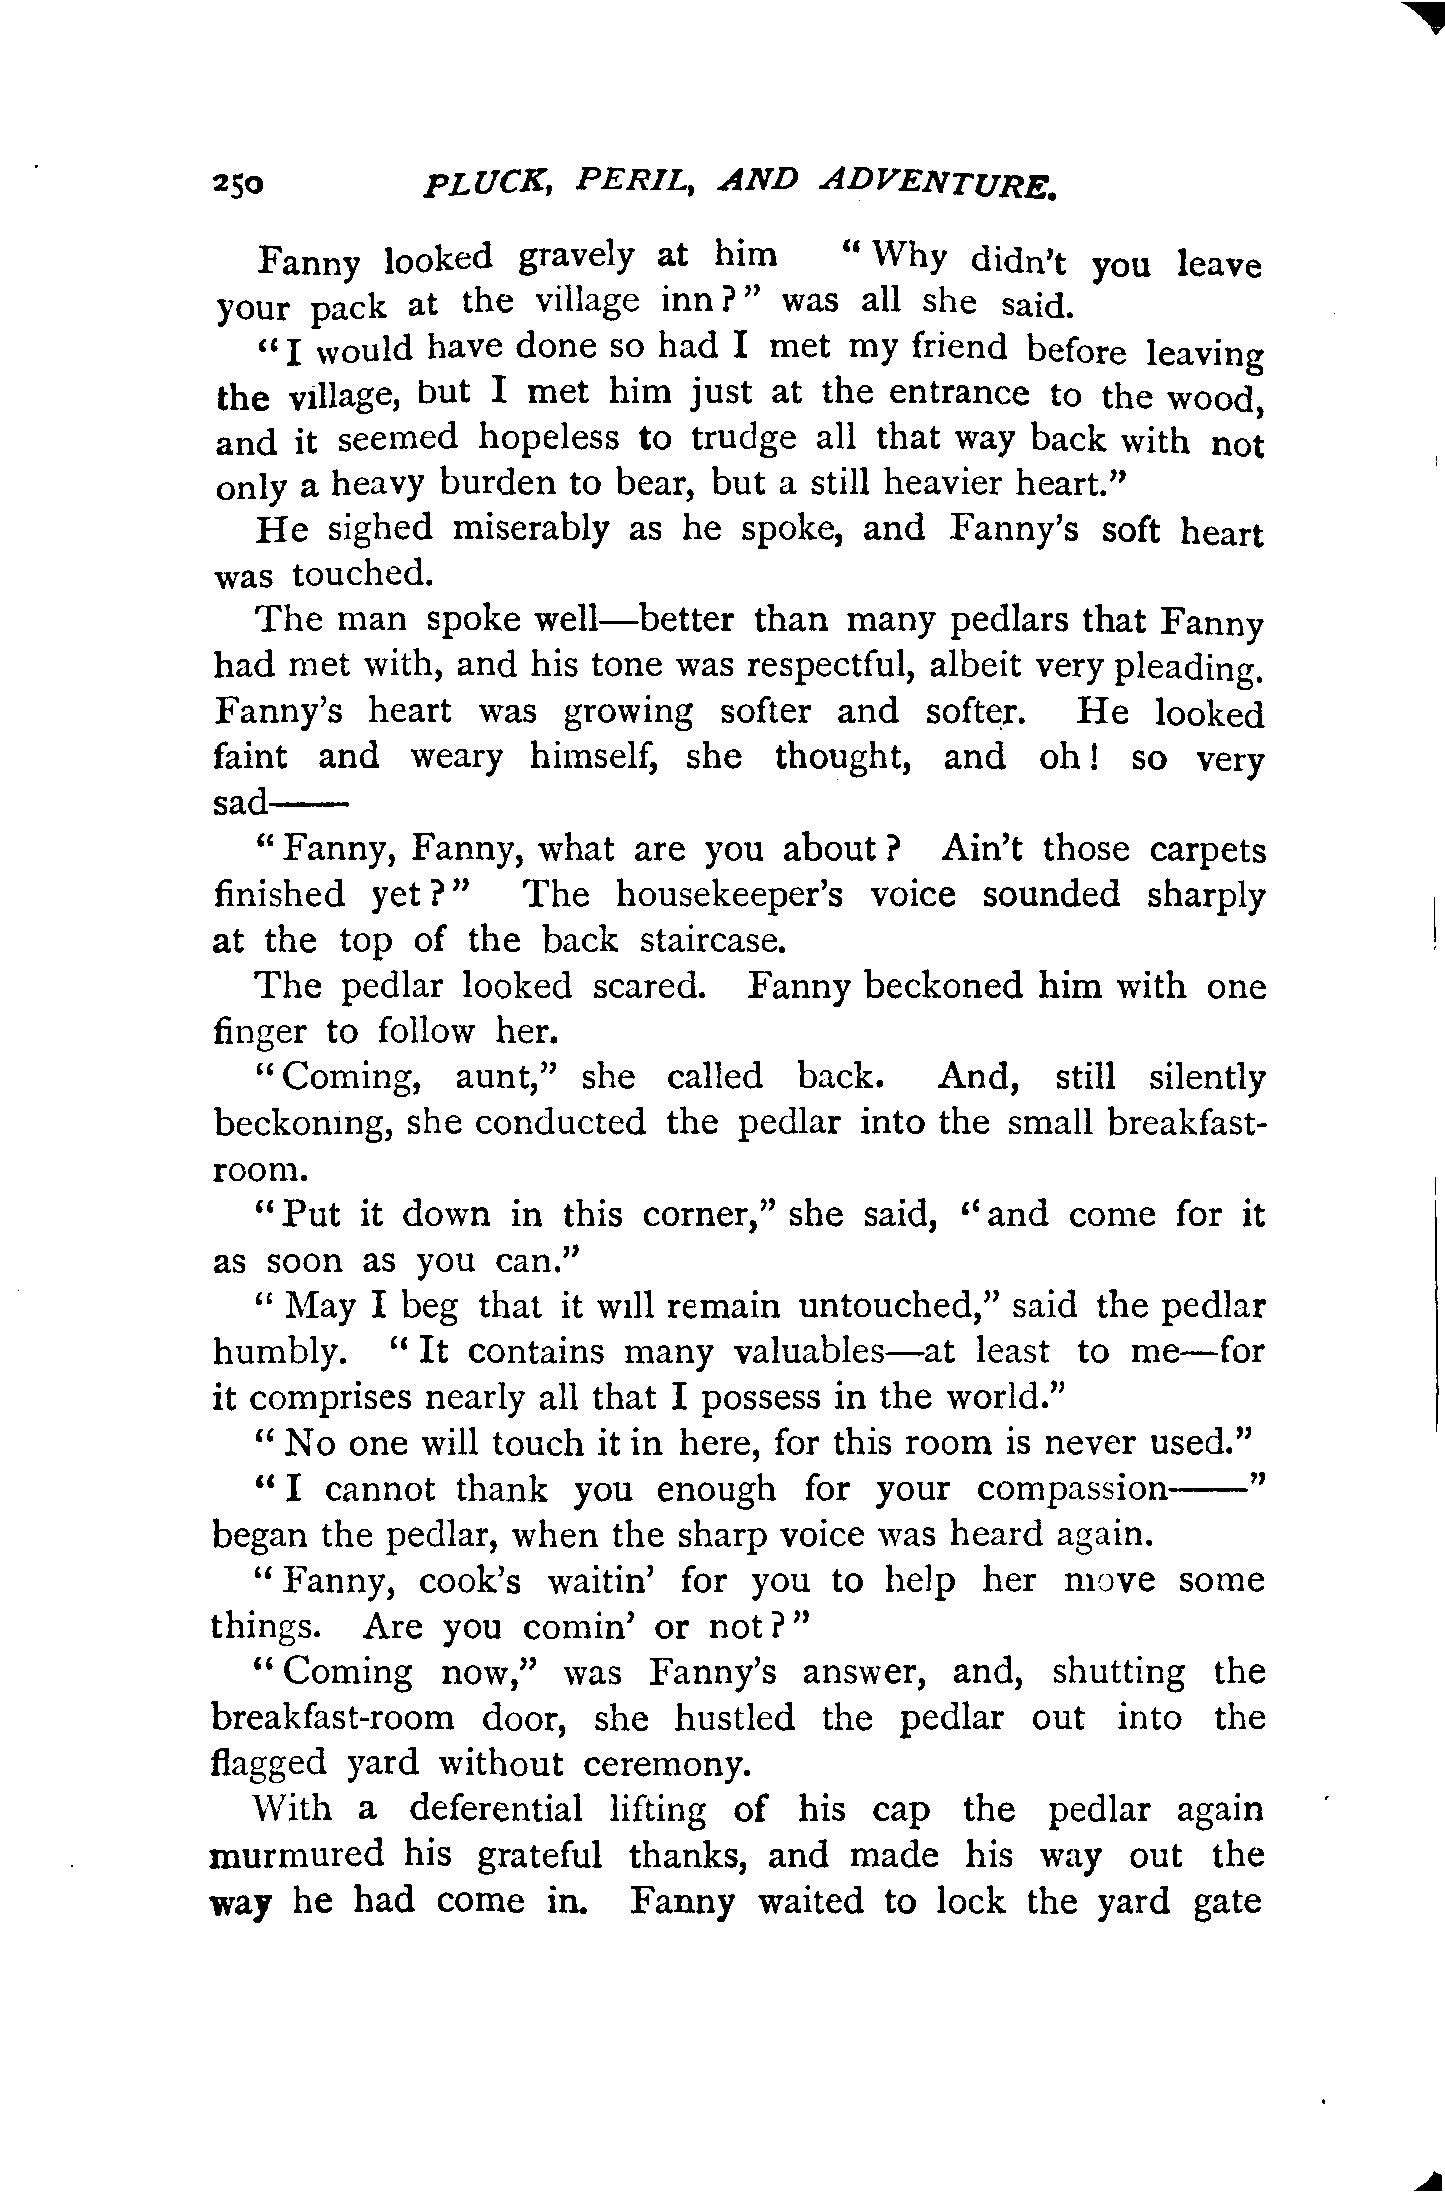 250 PLUCK, PERIL, AND ADVENTURE.
Fanny looked gravely at him “Why didn't you leave
your pack at the village inn?” was all she said.
“I would have done so had I met my friend before leaving
the village, but I met him just at the entrance to the wood,
and it seemed hopeless to trudge all that way back with not
only a heavy burden to bear, but a still heavier heart.”
He sighed miserably as he spoke, and Fanny's soft heart
was touched.
The man spoke well—better than many pedlars that Fanny
had met with, and his tone was respectful, albeit very pleading.
Fanny's heart was growing softer and softer. He looked
faint and weary himself, she thought, and oh! so very
sad——
“Fanny, Fanny, what are you about? Ain't those carpets
finished yet?” The housekeeper's voice sounded sharply
at the top of the back staircase.
The pedlar looked scared. Fanny beckoned him with one
finger to follow her.
“Coming, aunt,” she called back. And, still silently
beckoning, she conducted the pedlar into the small breakfast-
room.
“Put it down in this corner,” she said, “and come for it
as soon as you can.”
“May I beg that it will remain untouched,” said the pedlar
humbly. “It contains many valuables—at least to me—for
it comprises nearly all that I possess in the world.”
“No one will touch it in here, for this room is never used.”
“I cannot thank you enough for your compassion——”
began the pedlar, when the sharp voice was heard again.
“Fanny, cook's waitin' for you to help her move some
things. Are you comin' or not?”
“Coming now,” was Fanny's answer, and, shutting the
breakfast-room door, she hustled the pedlar out into the
flagged yard without ceremony.
With a deferential lifting of his cap the pedlar again
murmured his grateful thanks, and made his way out the
way he had come in. Fanny waited to lock the yard gate